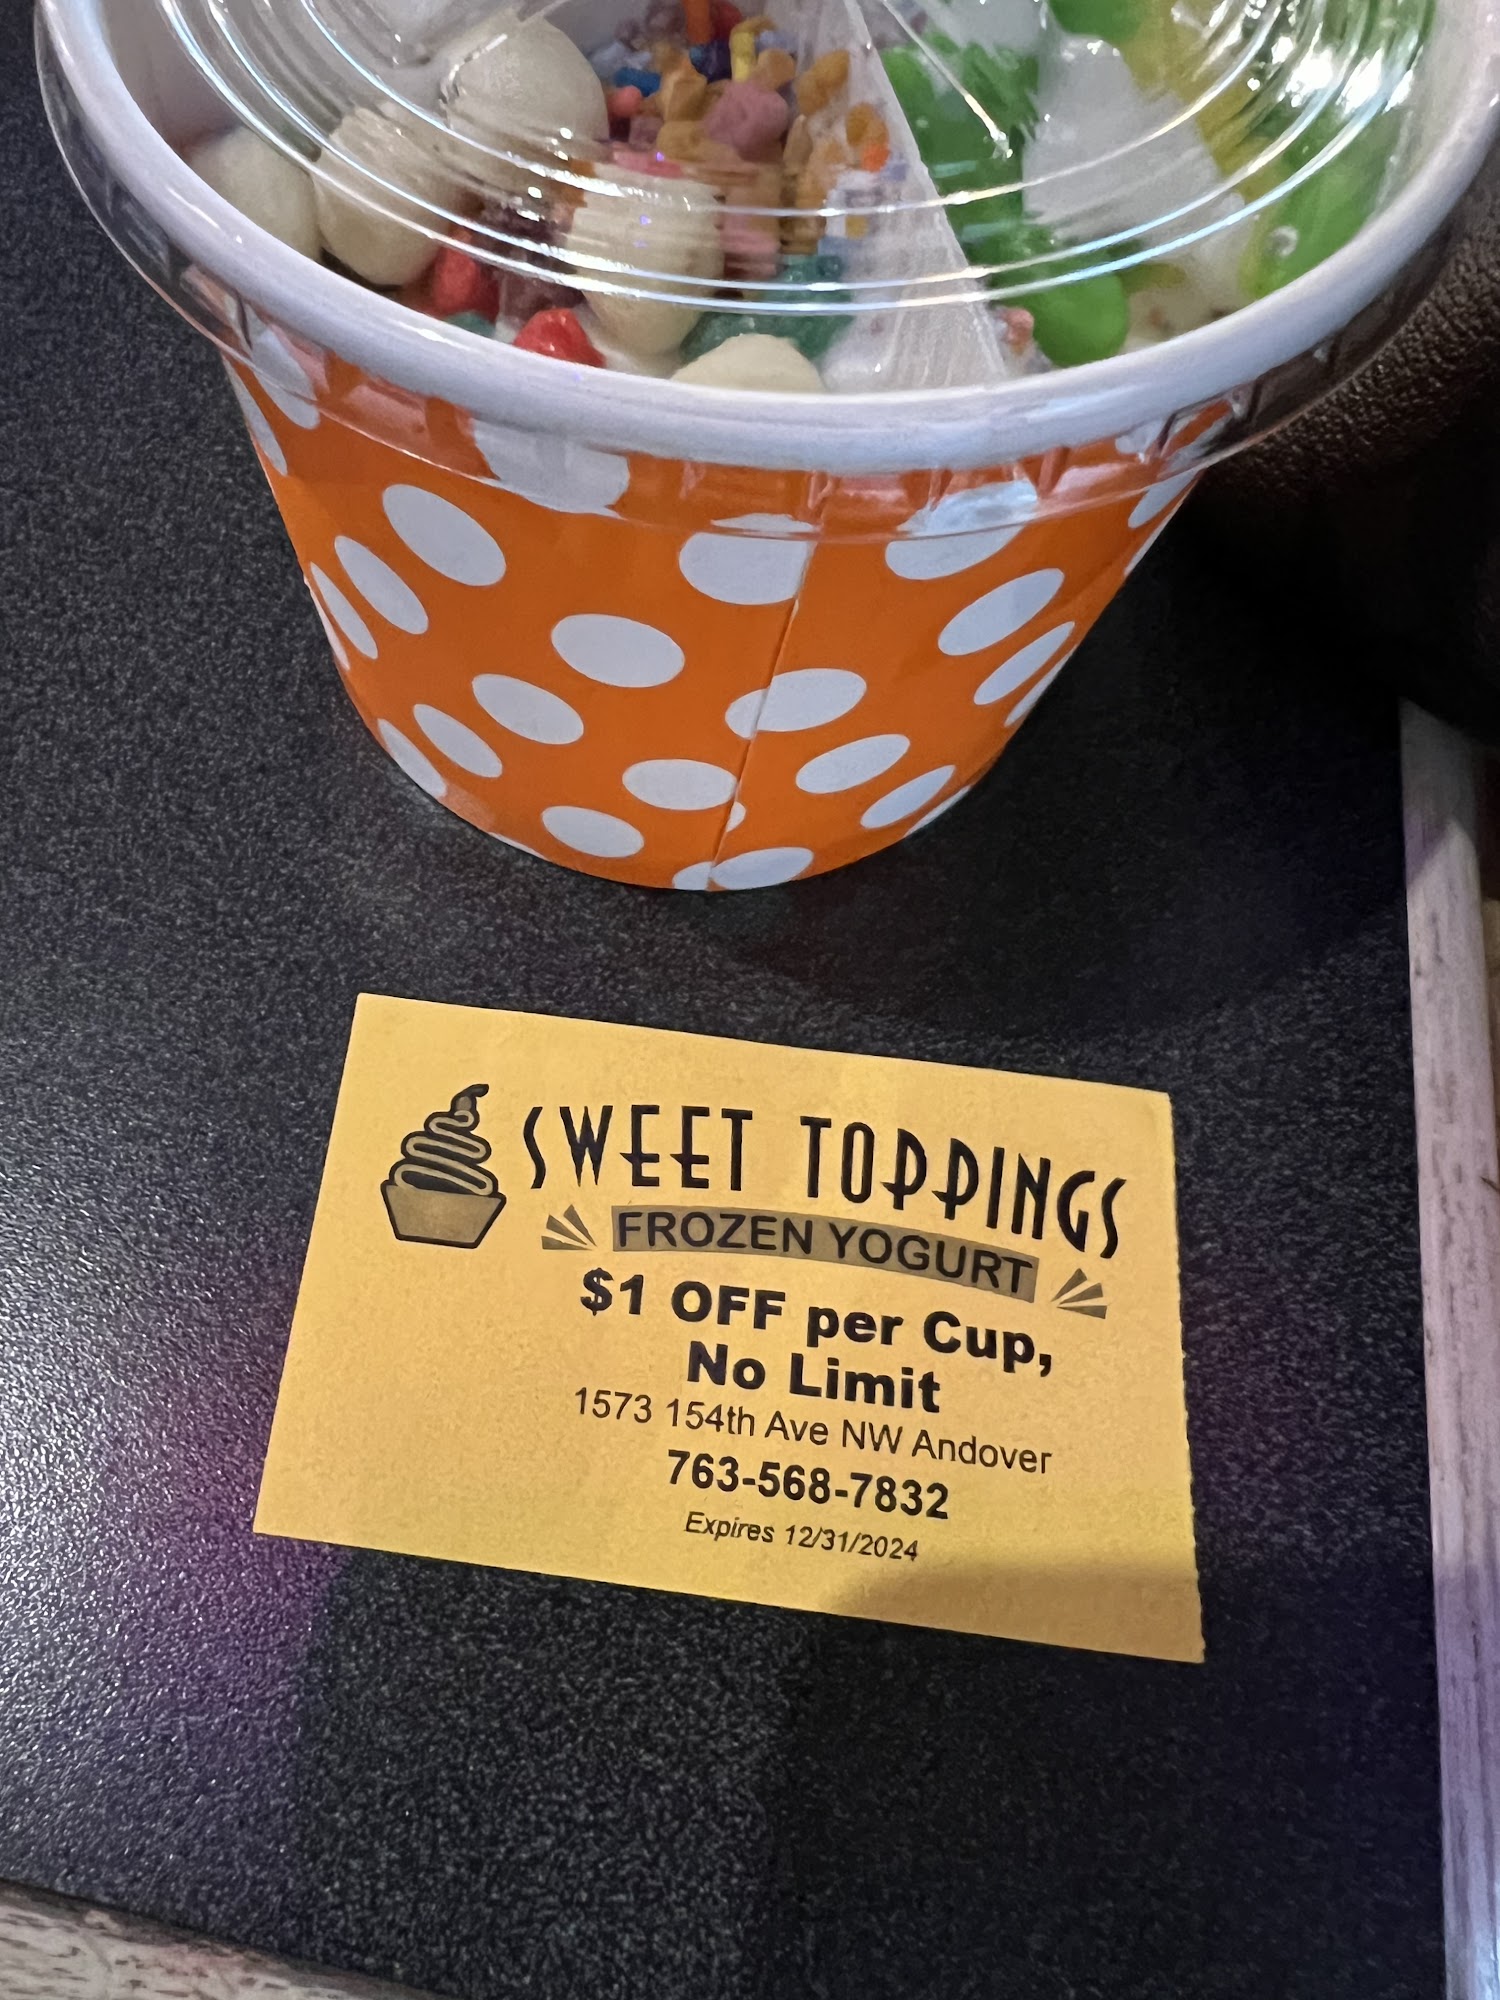 SWEET TOPPINGS
FROZEN YOGURT
$1 OFF per Cup,
No Limit
1573 154th Ave NW Andover
763-568-7832
Expires 12/31/2024